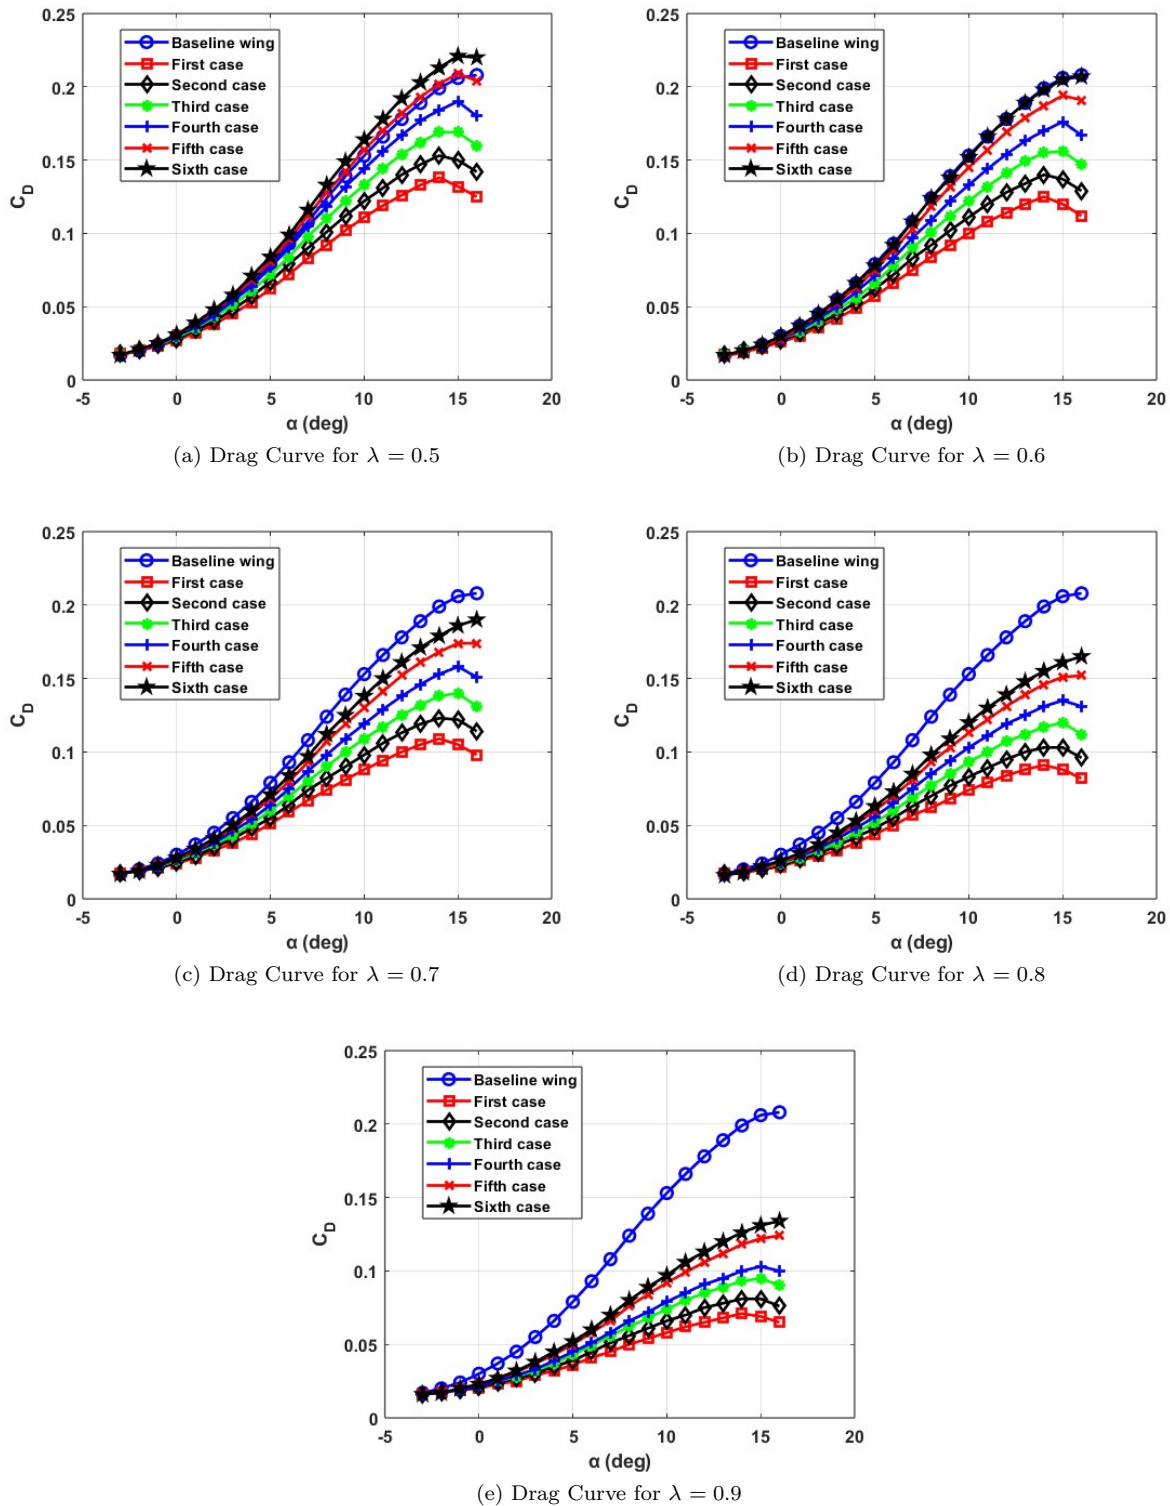 0.25
0.2
0.15
0.1
0.05
0
C_D
Baseline wing
First case
Second case
Third case
Fourth case
Fifth case
Sixth case
-5 0 5 10 15 20
α (deg)
(a) Drag Curve for λ = 0.5
0.25
0.2
0.15
0.1
0.05
0
C_D
Baseline wing
First case
Second case
Third case
Fourth case
Fifth case
Sixth case
-5 0 5 10 15 20
α (deg)
(b) Drag Curve for λ = 0.6
0.25
0.2
0.15
0.1
0.05
0
C_D
Baseline wing
First case
Second case
Third case
Fourth case
Fifth case
Sixth case
-5 0 5 10 15 20
α (deg)
(c) Drag Curve for λ = 0.7
0.25
0.2
0.15
0.1
0.05
0
C_D
Baseline wing
First case
Second case
Third case
Fourth case
Fifth case
Sixth case
-5 0 5 10 15 20
α (deg)
(d) Drag Curve for λ = 0.8
0.25
0.2
0.15
0.1
0.05
0
C_D
Baseline wing
First case
Second case
Third case
Fourth case
Fifth case
Sixth case
-5 0 5 10 15 20
α (deg)
(e) Drag Curve for λ = 0.9